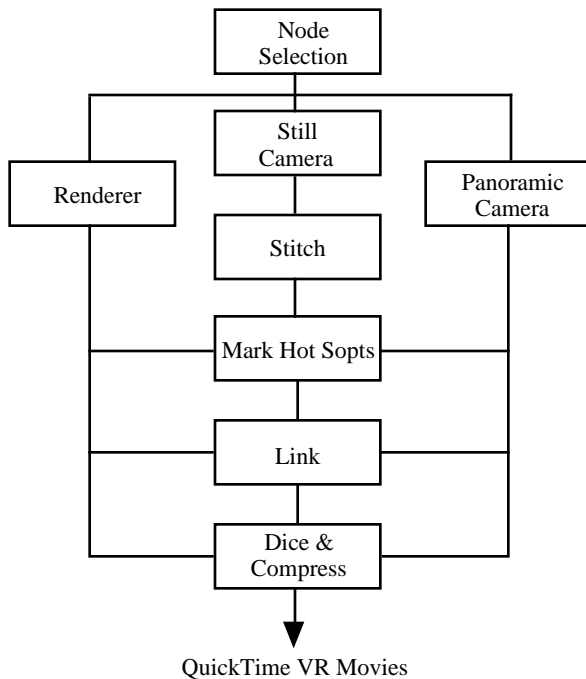 Node
Selection
Still
Camera
Renderer
Panoramic
Camera
Stitch
Mark Hot Sopts
Link
Dice &
Compress
QuickTime VR Movies